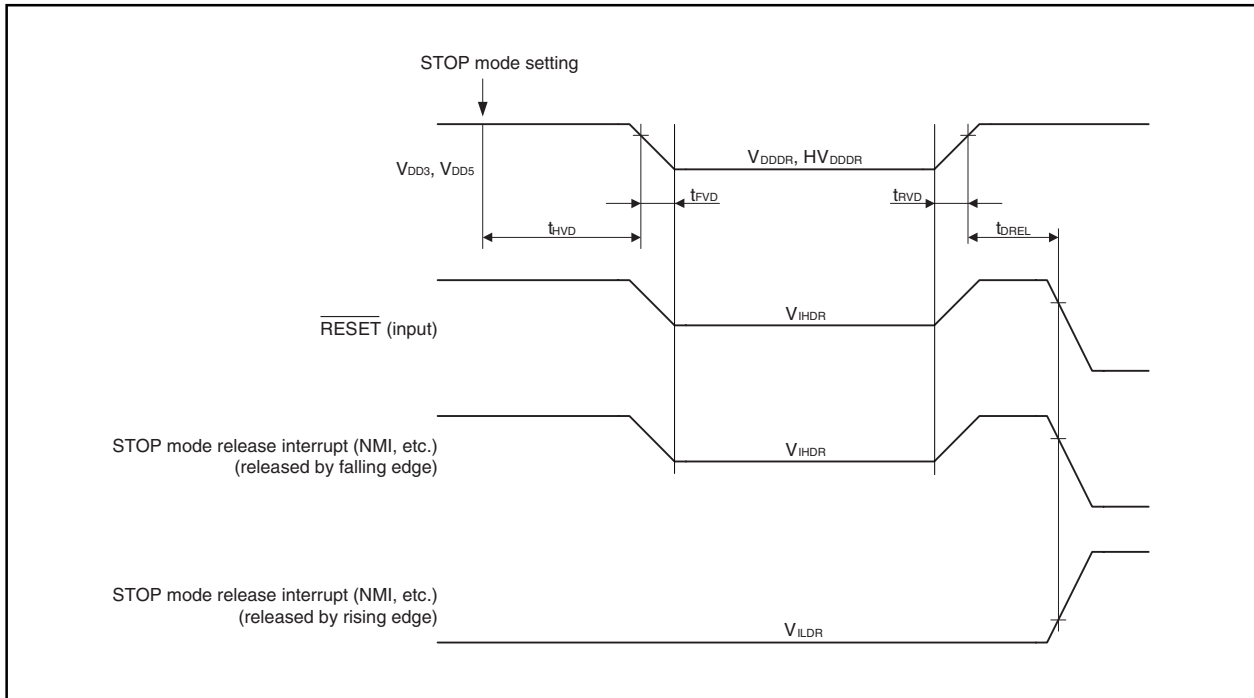 STOP mode setting
VDD3, VDD5
VDDDR, HVDDDR
tFVD
tRVD
tHVD
tDREL
RESET (input)
VIHDR
STOP mode release interrupt (NMI, etc.)
(released by falling edge)
VIHDR
STOP mode release interrupt (NMI, etc.)
(released by rising edge)
VILDR